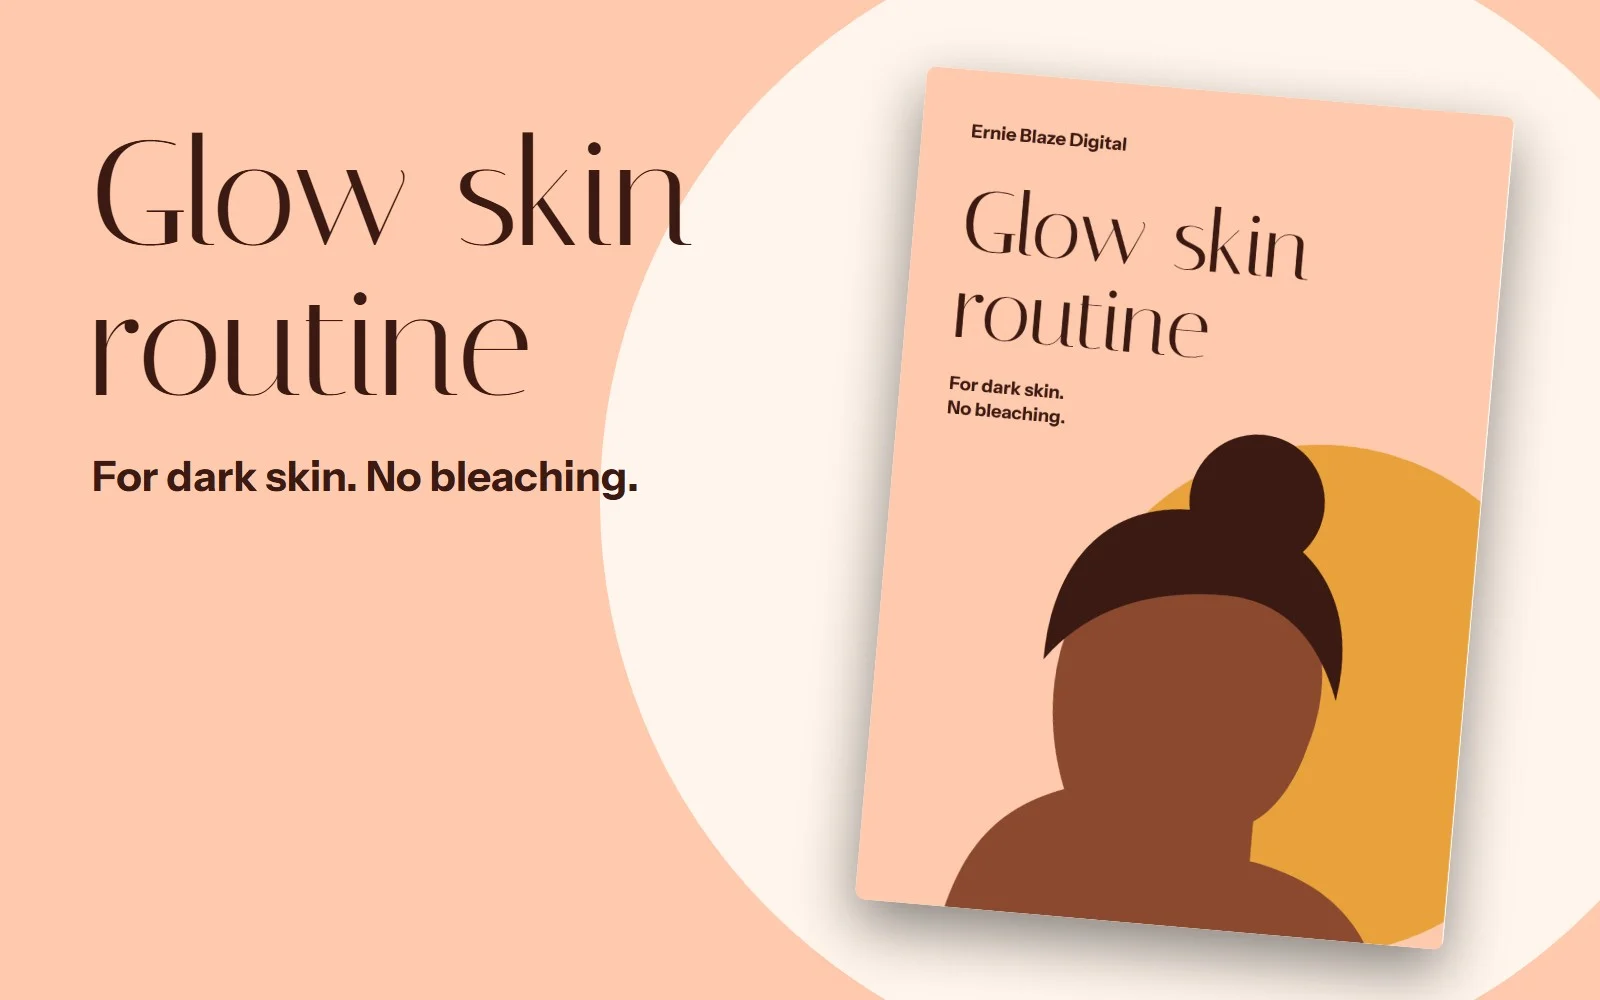 Glow skin
routine
For dark skin. No bleaching.
Ernie Blaze Digital
Glow skin
routine
For dark skin.
No bleaching.